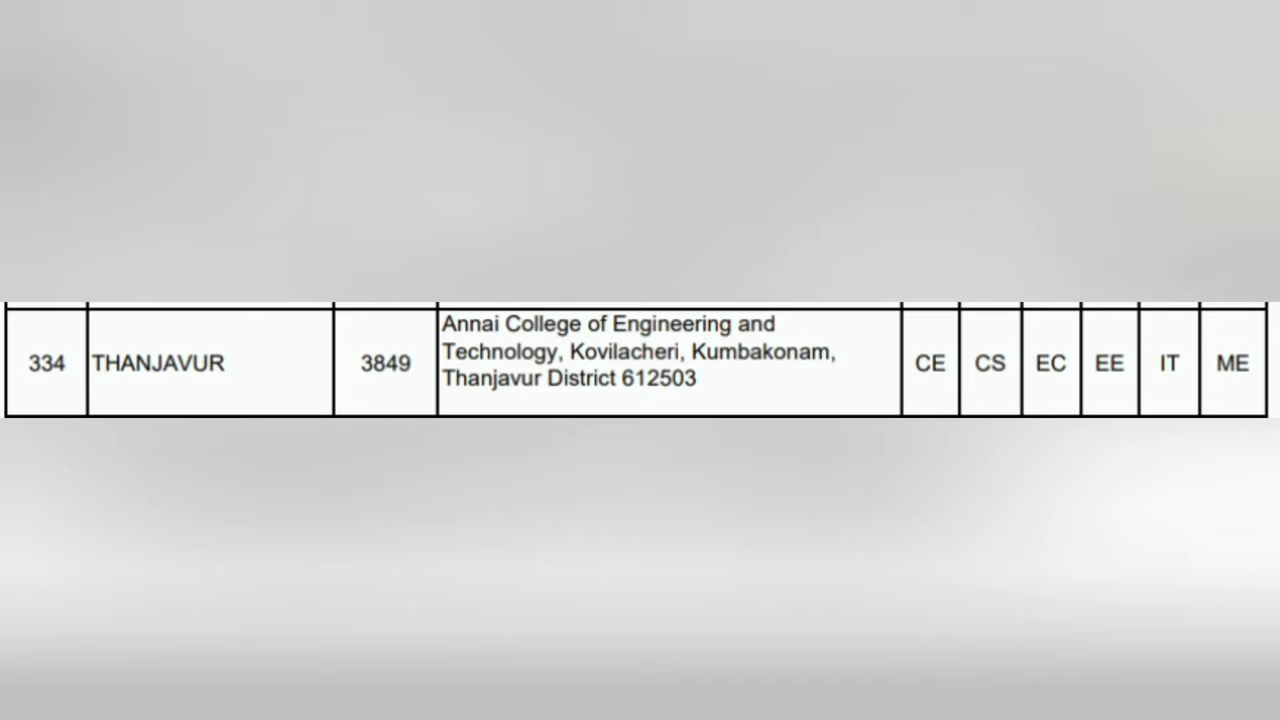 334 THANJAVUR 3849 Annai College of Engineering and
Technology, Kovilacheri, Kumbakonam,
Thanjavur District 612503 CE CS EC EE IT ME